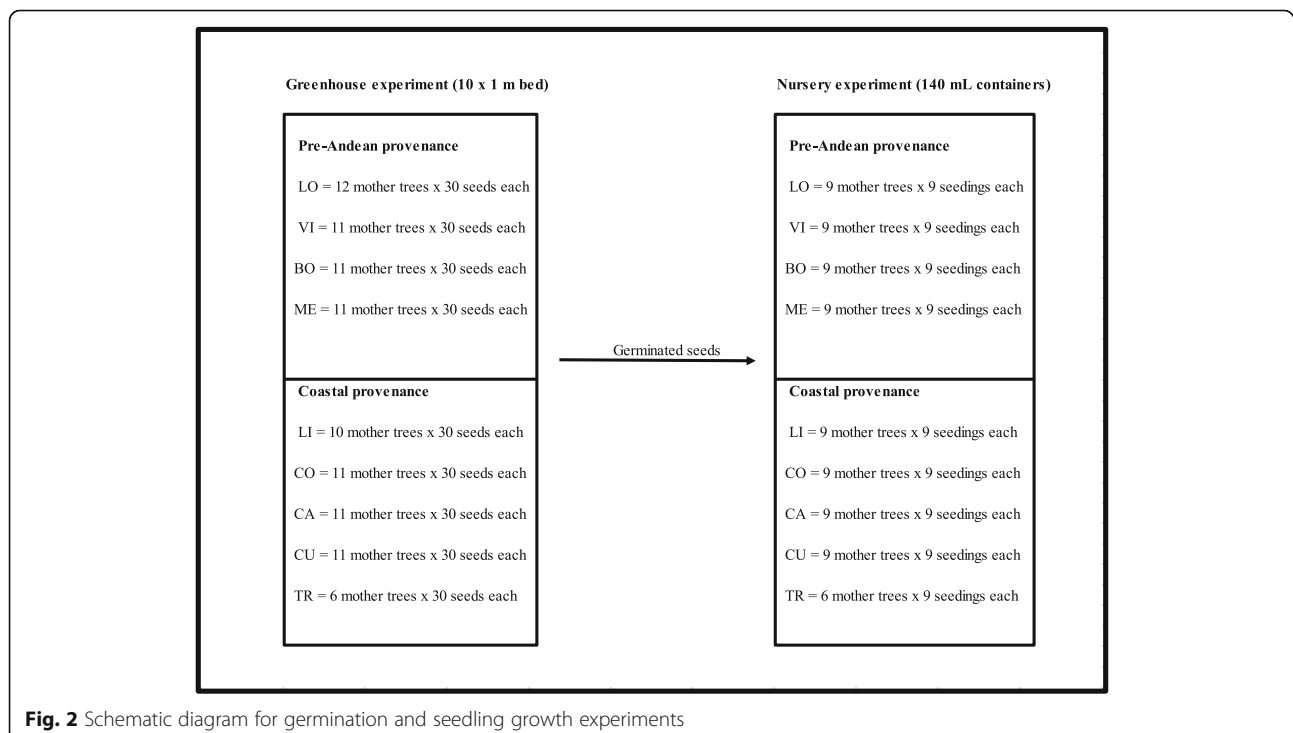 Greenhouse experiment (10 x 1 m bed)
Pre-Andean provenance
LO = 12 mother trees x 30 seeds each
VI = 11 mother trees x 30 seeds each
BO = 11 mother trees x 30 seeds each
ME = 11 mother trees x 30 seeds each
Coastal provenance
LI = 10 mother trees x 30 seeds each
CO = 11 mother trees x 30 seeds each
CA = 11 mother trees x 30 seeds each
CU = 11 mother trees x 30 seeds each
TR = 6 mother trees x 30 seeds each
Germinated seeds
Nursery experiment (140 mL containers)
Pre-Andean provenance
LO = 9 mother trees x 9 seedings each
VI = 9 mother trees x 9 seedings each
BO = 9 mother trees x 9 seedings each
ME = 9 mother trees x 9 seedings each
Coastal provenance
LI = 9 mother trees x 9 seedings each
CO = 9 mother trees x 9 seedings each
CA = 9 mother trees x 9 seedings each
CU = 9 mother trees x 9 seedings each
TR = 6 mother trees x 9 seedings each
Fig. 2 Schematic diagram for germination and seedling growth experiments